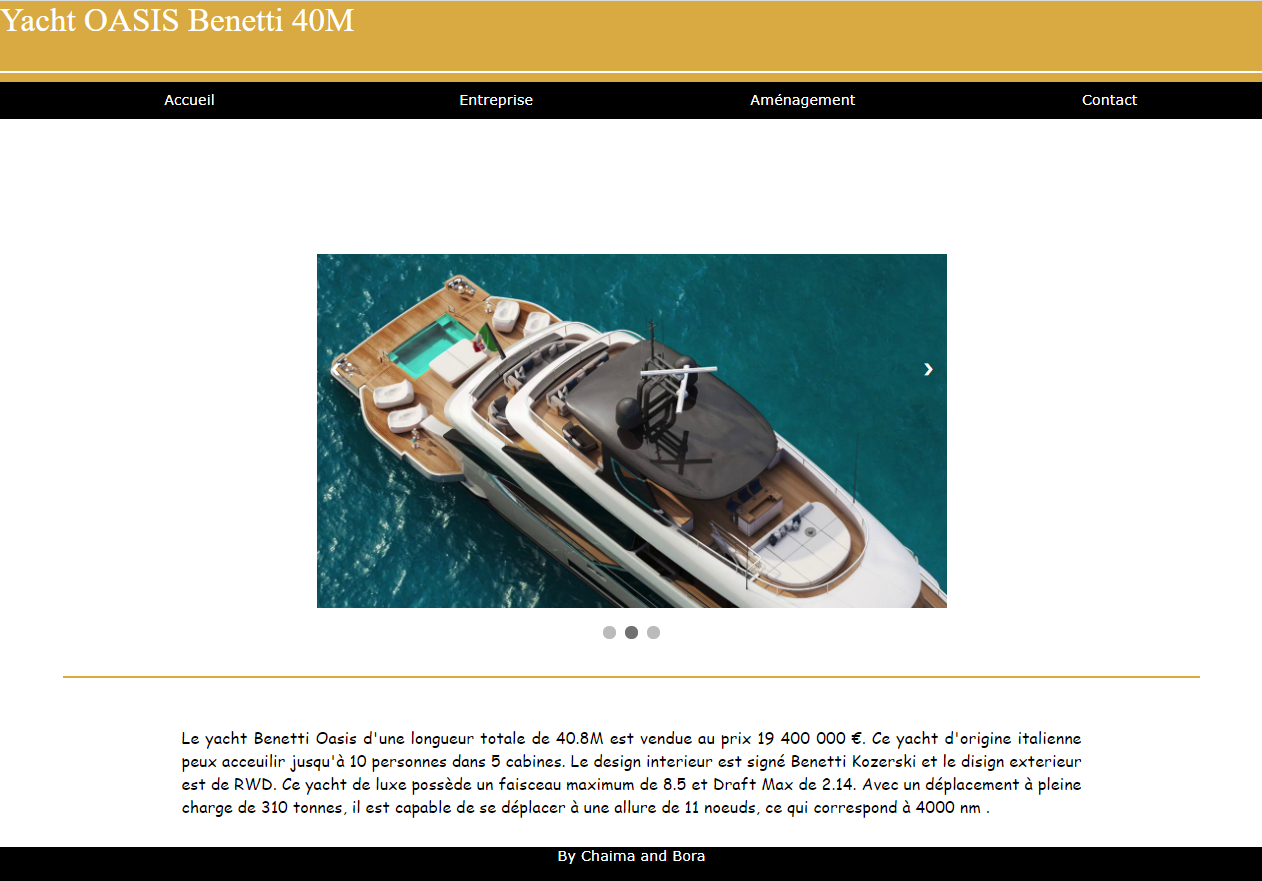 Yacht OASIS Benetti 40M
Accueil Entreprise Aménagement Contact
Le yacht Benetti Oasis d'une longueur totale de 40.8M est vendue au prix 19 400 000 €. Ce yacht d'origine italienne
peux acceuilir jusqu'à 10 personnes dans 5 cabines. Le design interieur est signé Benetti Kozerski et le disign exterieur
est de RWD. Ce yacht de luxe possède un faisceau maximum de 8.5 et Draft Max de 2.14. Avec un déplacement à pleine
charge de 310 tonnes, il est capable de se déplacer à une allure de 11 noeuds, ce qui correspond à 4000 nm .
By Chaima and Bora